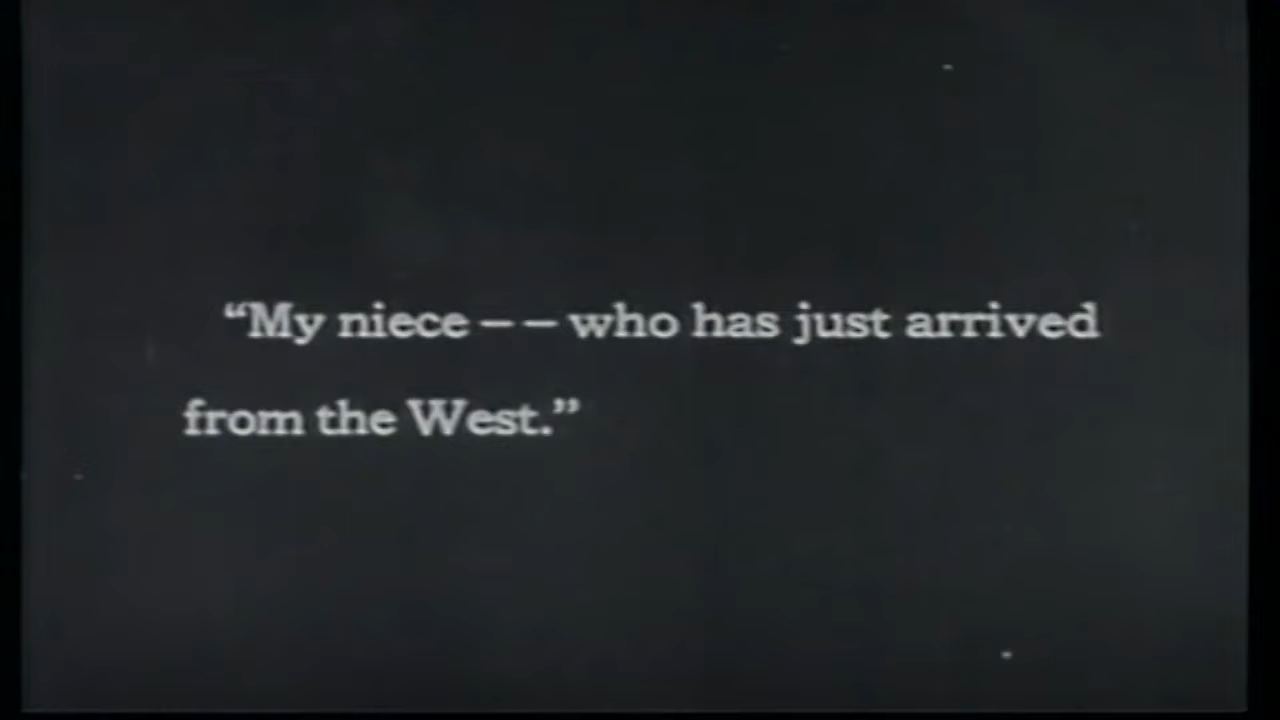 “My niece -- who has just arrived
from the West.”